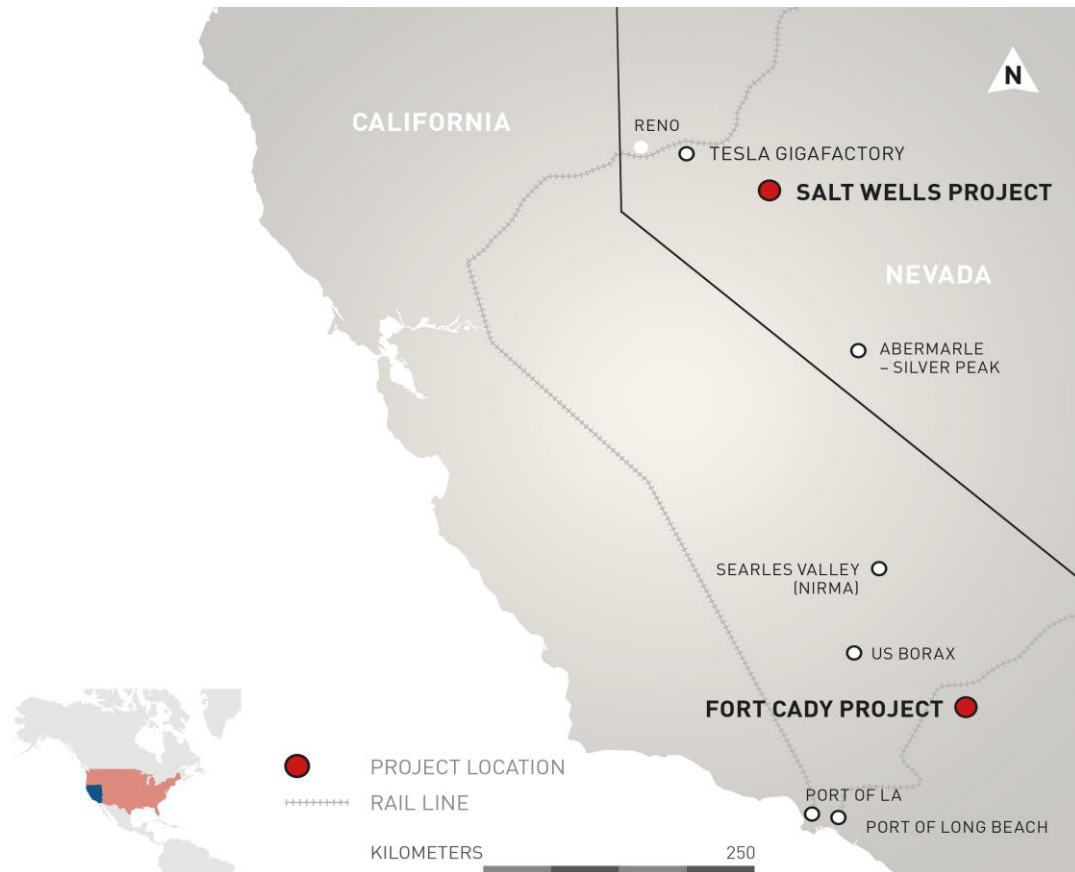 N
CALIFORNIA
RENO
TESLA GIGAFACTORY
SALT WELLS PROJECT
NEVADA
ABERMARLE
– SILVER PEAK
SEARLES VALLEY
(NIRMA)
US BORAX
FORT CADY PROJECT
PROJECT LOCATION
RAIL LINE
PORT OF LA
PORT OF LONG BEACH
KILOMETERS 250